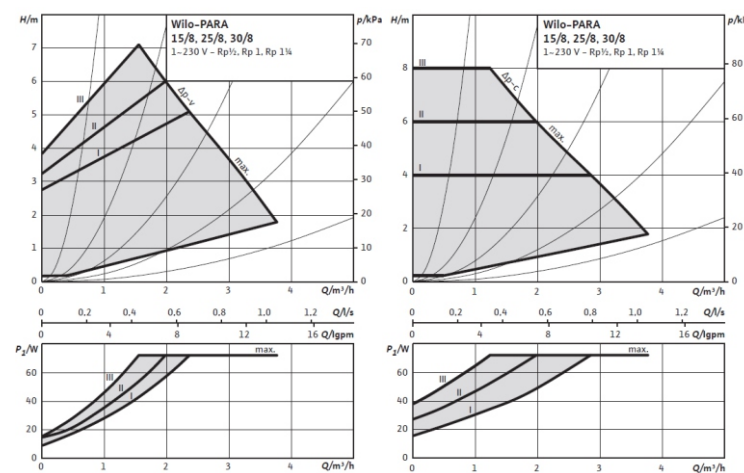 H/m
p/kPa
Wilo-PARA
15/8, 25/8, 30/8
1~230 V - Rp½, Rp 1, Rp 1¼
7
6
5
4
3
2
1
0
70
60
50
40
30
20
10
0
III
II
I
Δp-v
max.
0 1 2 3 4 Q/m³/h
0 0,2 0,4 0,6 0,8 1,0 1,2 Q/l/s
0 4 8 12 16 Q/Igpm
P₁/W
60
40
20
0
III
II
I
max.
0 1 2 3 4 Q/m³/h
H/m
p/k
Wilo-PARA
15/8, 25/8, 30/8
1~230 V - Rp½, Rp 1, Rp 1¼
8
6
4
2
0
80
60
40
20
0
III
II
I
Δp-c
max.
0 1 2 3 4 Q/m³/h
0 0,2 0,4 0,6 0,8 1,0 1,2 Q/l/s
0 4 8 12 16 Q/Igpm
P₁/W
60
40
20
0
III
II
I
max.
0 1 2 3 4 Q/m³/h